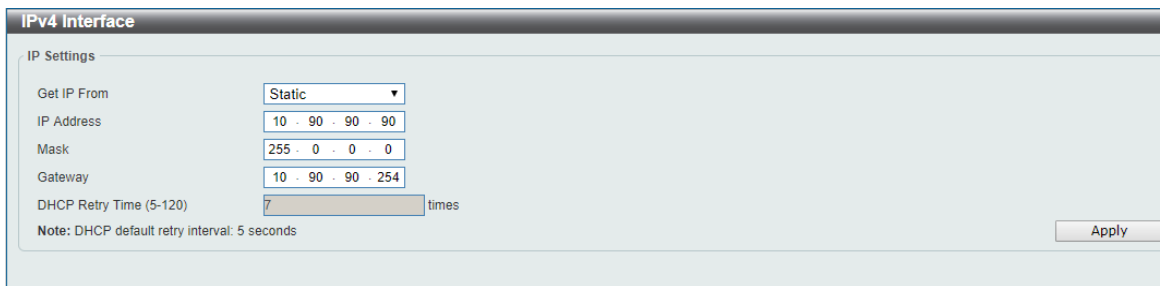 IPv4 Interface
IP Settings
Get IP From Static
IP Address 10 . 90 . 90 . 90
Mask 255 . 0 . 0 . 0
Gateway 10 . 90 . 90 . 254
DHCP Retry Time (5-120) 7 times
Note: DHCP default retry interval: 5 seconds Apply